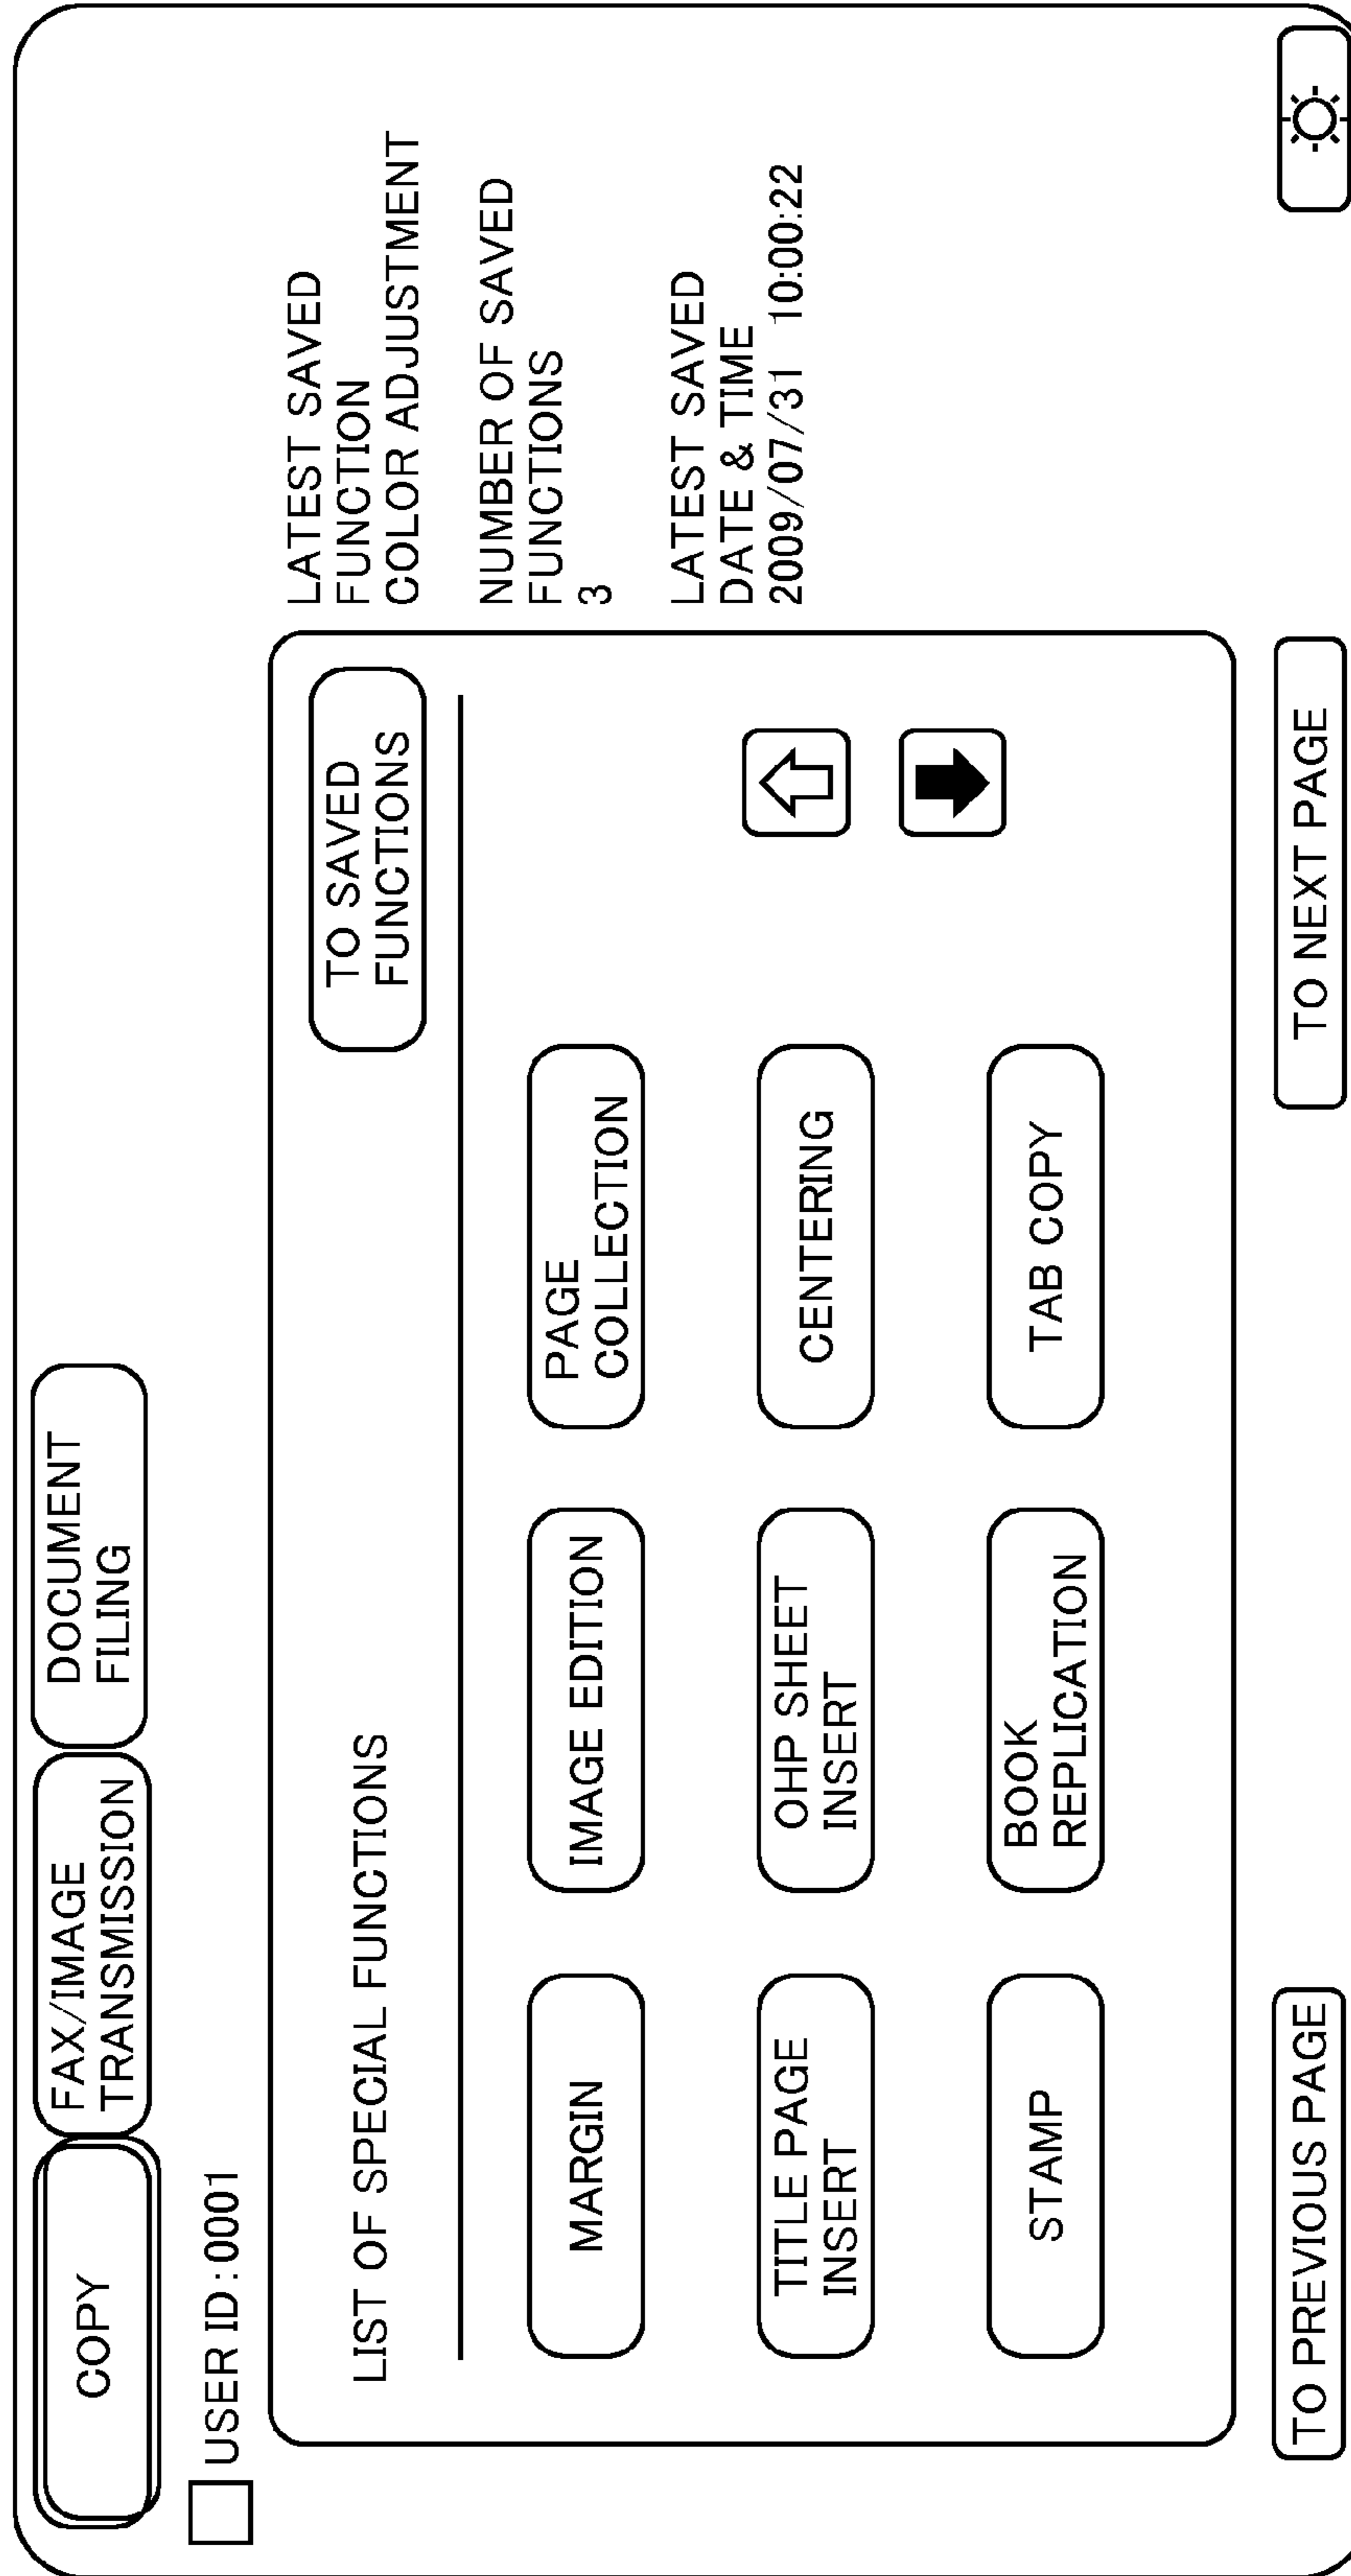 COPY
FAX/IMAGE
TRANSMISSION
DOCUMENT
FILING
USER ID:0001
LIST OF SPECIAL FUNCTIONS
TO SAVED
FUNCTIONS
MARGIN
IMAGE EDITION
PAGE
COLLECTION
TITLE PAGE
INSERT
OHP SHEET
INSERT
CENTERING
STAMP
BOOK
REPLICATION
TAB COPY
LATEST SAVED
FUNCTION
COLOR ADJUSTMENT
NUMBER OF SAVED
FUNCTIONS
3
LATEST SAVED
DATE & TIME
2009/07/31 10:00:22
TO PREVIOUS PAGE
TO NEXT PAGE